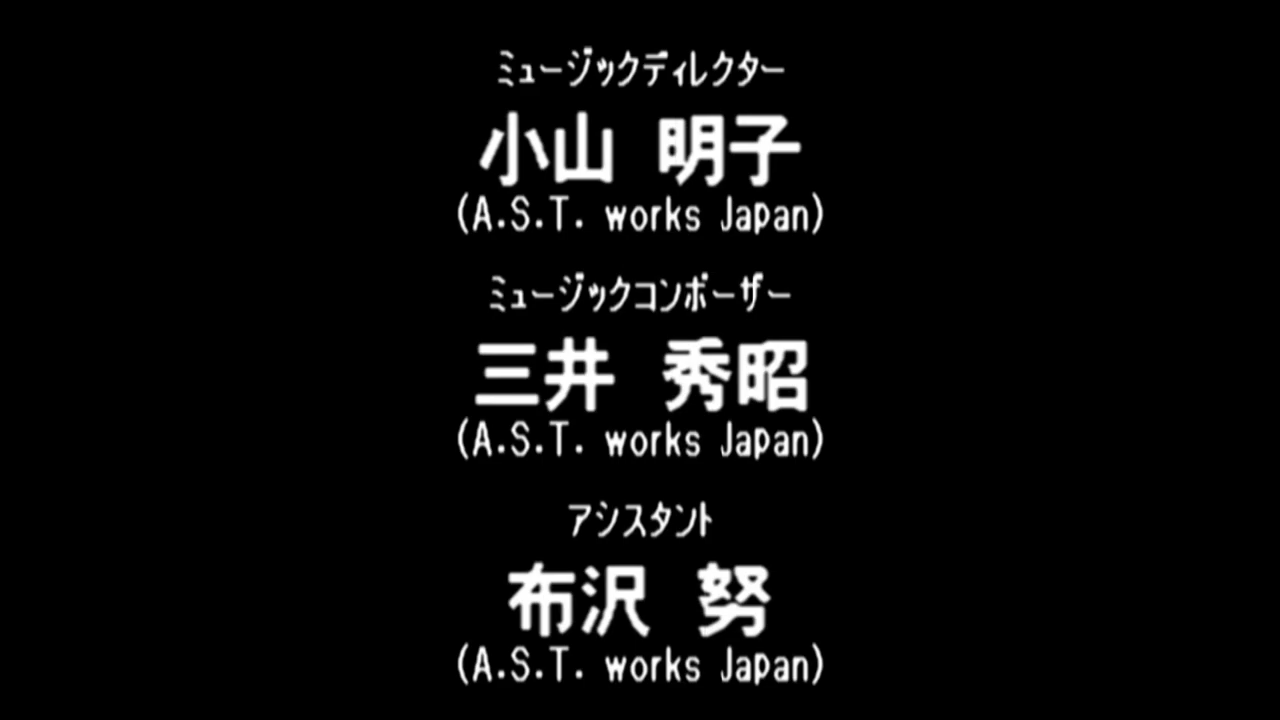 ミュージックディレクター
小山 明子
(A.S.T. works Japan)
ミュージックコンポーザー
三井 秀昭
(A.S.T. works Japan)
アシスタント
布沢 努
(A.S.T. works Japan)